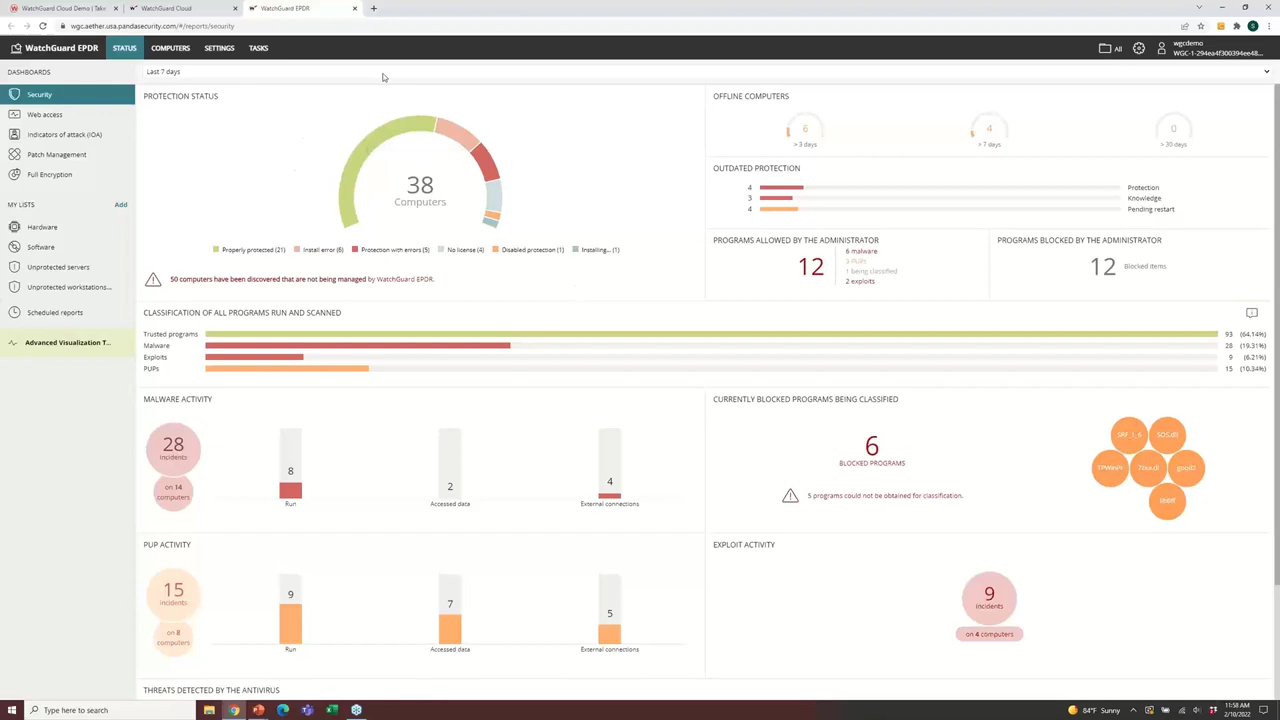 WatchGuard Cloud Demo | Take
WatchGuard Cloud
WatchGuard EPDR
wgc.aether.usa.pandasecurity.com/#/reports/security
WatchGuard EPDR
STATUS
COMPUTERS
SETTINGS
TASKS
All
wgcdemo
WGC-1-294ea4f300394ee48...
DASHBOARDS
Security
Web access
Indicators of attack (IOA)
Patch Management
Full Encryption
MY LISTS
Add
Hardware
Software
Unprotected servers
Unprotected workstations...
Scheduled reports
Advanced Visualization T...
Last 7 days
PROTECTION STATUS
38
Computers
Properly protected (21)
Install error (6)
Protection with errors (5)
No license (4)
Disabled protection (1)
Installing... (1)
50 computers have been discovered that are not being managed by WatchGuard EPDR.
OFFLINE COMPUTERS
6
> 3 days
4
> 7 days
0
> 30 days
OUTDATED PROTECTION
4 Protection
3 Knowledge
4 Pending restart
PROGRAMS ALLOWED BY THE ADMINISTRATOR
12
6 malware
3 PUPs
1 being classified
2 exploits
PROGRAMS BLOCKED BY THE ADMINISTRATOR
12 Blocked items
CLASSIFICATION OF ALL PROGRAMS RUN AND SCANNED
Trusted programs 93 (64.14%)
Malware 28 (19.31%)
Exploits 9 (6.21%)
PUPs 15 (10.34%)
MALWARE ACTIVITY
28
incidents
on 14
computers
8
Run
2
Accessed data
4
External connections
CURRENTLY BLOCKED PROGRAMS BEING CLASSIFIED
6
BLOCKED PROGRAMS
5 programs could not be obtained for classification.
SOS.dll
PUP ACTIVITY
15
incidents
on 8
computers
9
Run
7
Accessed data
5
External connections
EXPLOIT ACTIVITY
9
incidents
on 4 computers
THREATS DETECTED BY THE ANTIVIRUS
Type here to search
84°F Sunny
11:58 AM
2/10/2022